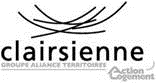 clairsienne
GROUPE ALLIANCE TERRITOIRES
Action
Logement